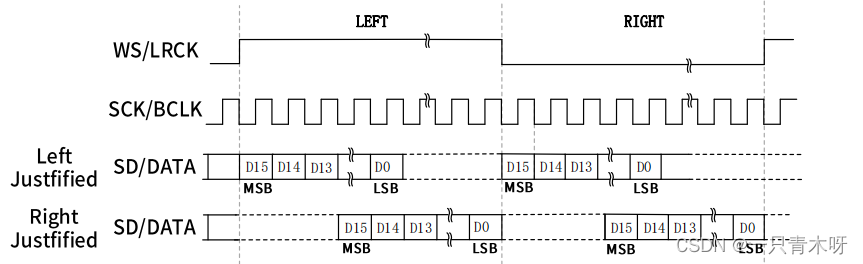 LEFT RIGHT
WS/LRCK
SCK/BCLK
Left
Justfified
SD/DATA
D15 D14 D13 D0 D15 D14 D13 D0
MSB LSB MSB LSB
Right
Justfified
SD/DATA
D15 D14 D13 D0 D15 D14 D13 D0
MSB LSB MSB LSB
CSDN @一只青木呀